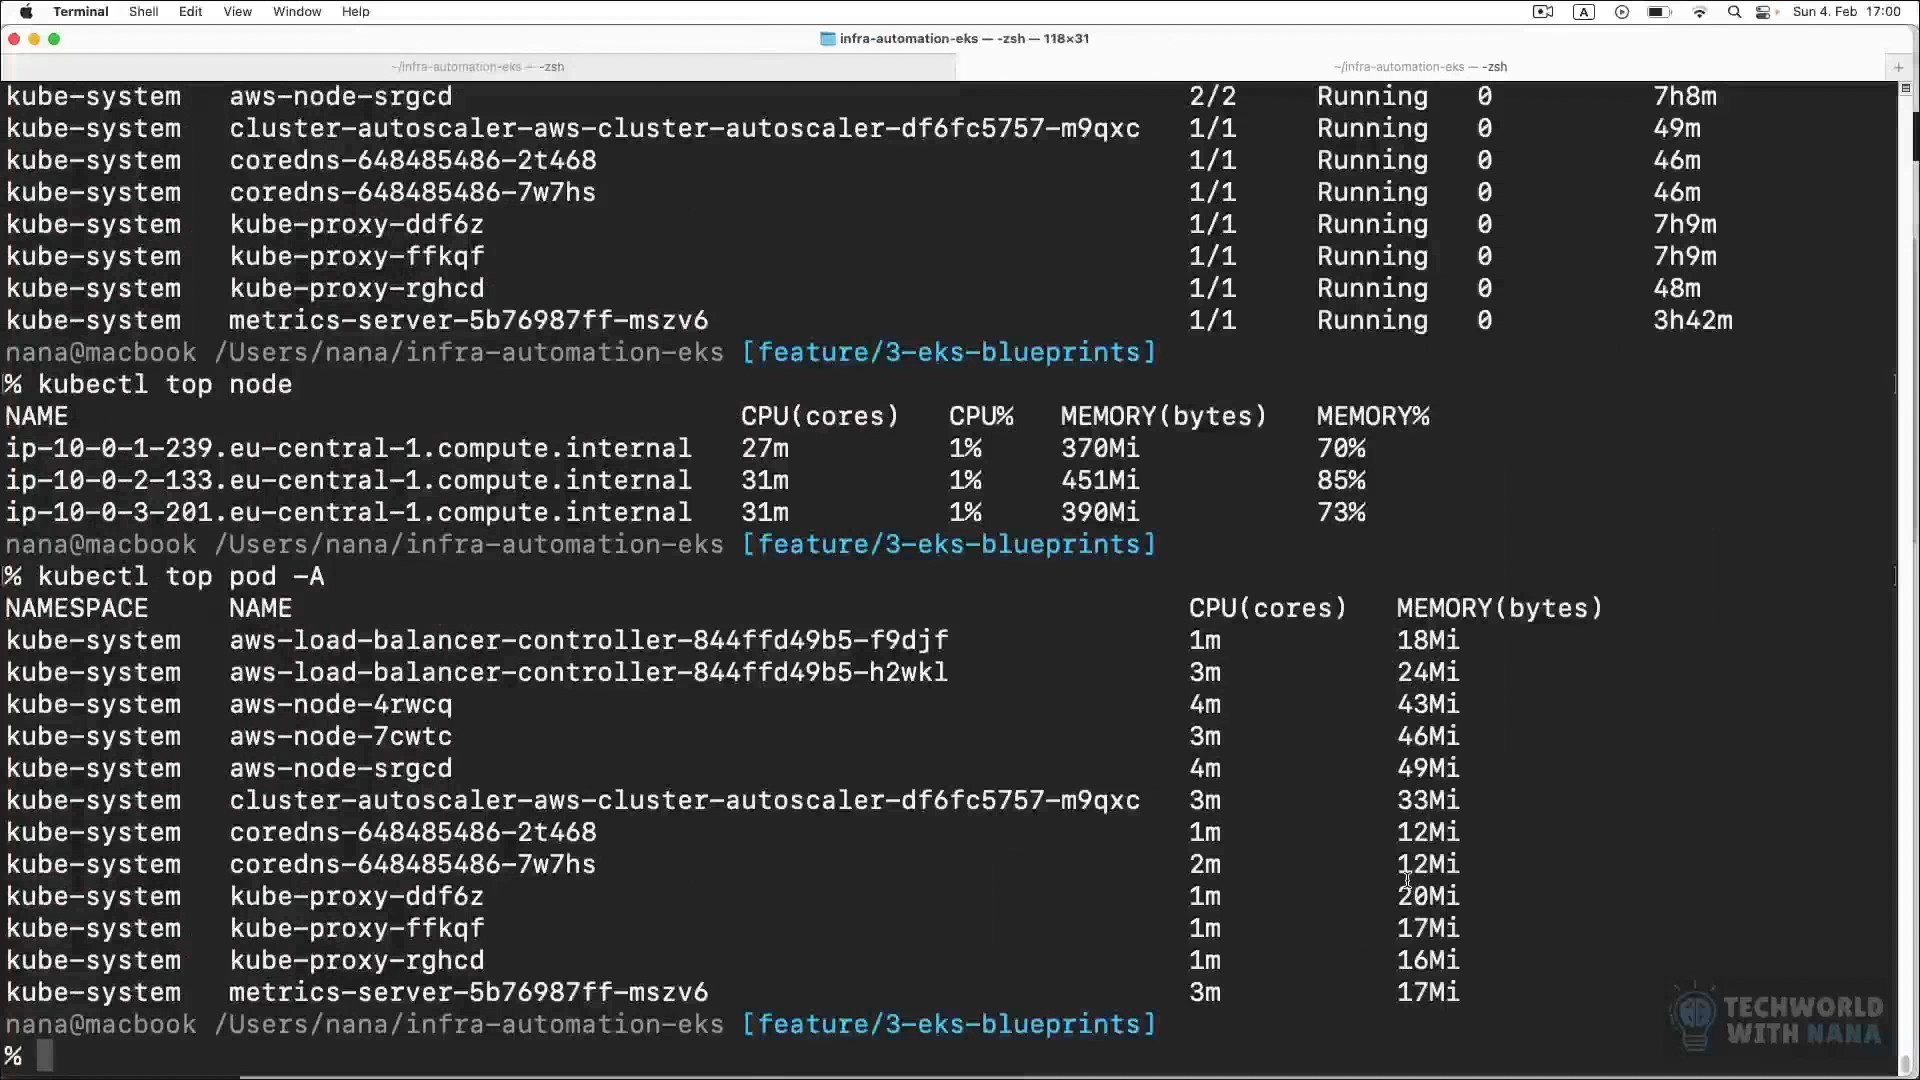 Terminal Shell Edit View Window Help A Sun 4. Feb 17:00
infra-automation-eks — -zsh — 118×31
~/infra-automation-eks — -zsh ~/infra-automation-eks — -zsh +
kube-system aws-node-srgcd 2/2 Running 0 7h8m
kube-system cluster-autoscaler-aws-cluster-autoscaler-df6fc5757-m9qxc 1/1 Running 0 49m
kube-system coredns-648485486-2t468 1/1 Running 0 46m
kube-system coredns-648485486-7w7hs 1/1 Running 0 46m
kube-system kube-proxy-ddf6z 1/1 Running 0 7h9m
kube-system kube-proxy-ffkqf 1/1 Running 0 7h9m
kube-system kube-proxy-rghcd 1/1 Running 0 48m
kube-system metrics-server-5b76987ff-mszv6 1/1 Running 0 3h42m
nana@macbook /Users/nana/infra-automation-eks [feature/3-eks-blueprints]
% kubectl top node
NAME CPU(cores) CPU% MEMORY(bytes) MEMORY%
ip-10-0-1-239.eu-central-1.compute.internal 27m 1% 370Mi 70%
ip-10-0-2-133.eu-central-1.compute.internal 31m 1% 451Mi 85%
ip-10-0-3-201.eu-central-1.compute.internal 31m 1% 390Mi 73%
nana@macbook /Users/nana/infra-automation-eks [feature/3-eks-blueprints]
% kubectl top pod -A
NAMESPACE NAME CPU(cores) MEMORY(bytes)
kube-system aws-load-balancer-controller-844ffd49b5-f9djf 1m 18Mi
kube-system aws-load-balancer-controller-844ffd49b5-h2wkl 3m 24Mi
kube-system aws-node-4rwcq 4m 43Mi
kube-system aws-node-7cwtc 3m 46Mi
kube-system aws-node-srgcd 4m 49Mi
kube-system cluster-autoscaler-aws-cluster-autoscaler-df6fc5757-m9qxc 3m 33Mi
kube-system coredns-648485486-2t468 1m 12Mi
kube-system coredns-648485486-7w7hs 2m 12Mi
kube-system kube-proxy-ddf6z 1m 20Mi
kube-system kube-proxy-ffkqf 1m 17Mi
kube-system kube-proxy-rghcd 1m 16Mi
kube-system metrics-server-5b76987ff-mszv6 3m 17Mi
nana@macbook /Users/nana/infra-automation-eks [feature/3-eks-blueprints]
%
TECHWORLD
WITH NANA